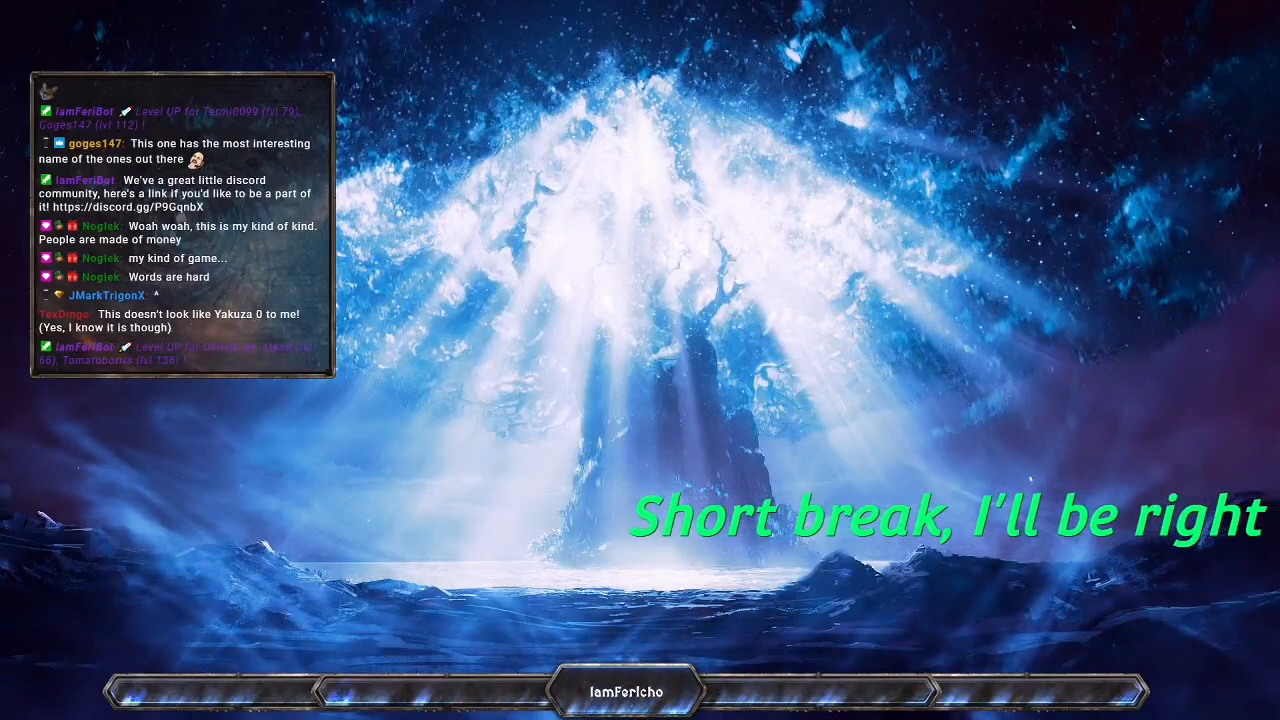 IamFeriBot Level UP for Termi0099 (lvl 79),
Goges147 (lvl 112) !
goges147: This one has the most interesting
name of the ones out there
IamFeriBot: We've a great little discord
community, here's a link if you'd like to be a part of
it! https://discord.gg/P9GqnbX
Noglek: Woah woah, this is my kind of kind.
People are made of money
Noglek: my kind of game...
Noglek: Words are hard
JMarkTrigonX: ^
TexDingo: This doesn't look like Yakuza 0 to me!
(Yes, I know it is though)
IamFeriBot Level UP for (lvl
66), Tomatoborris (lvl 136) !
Short break, I'll be right
IamFericho